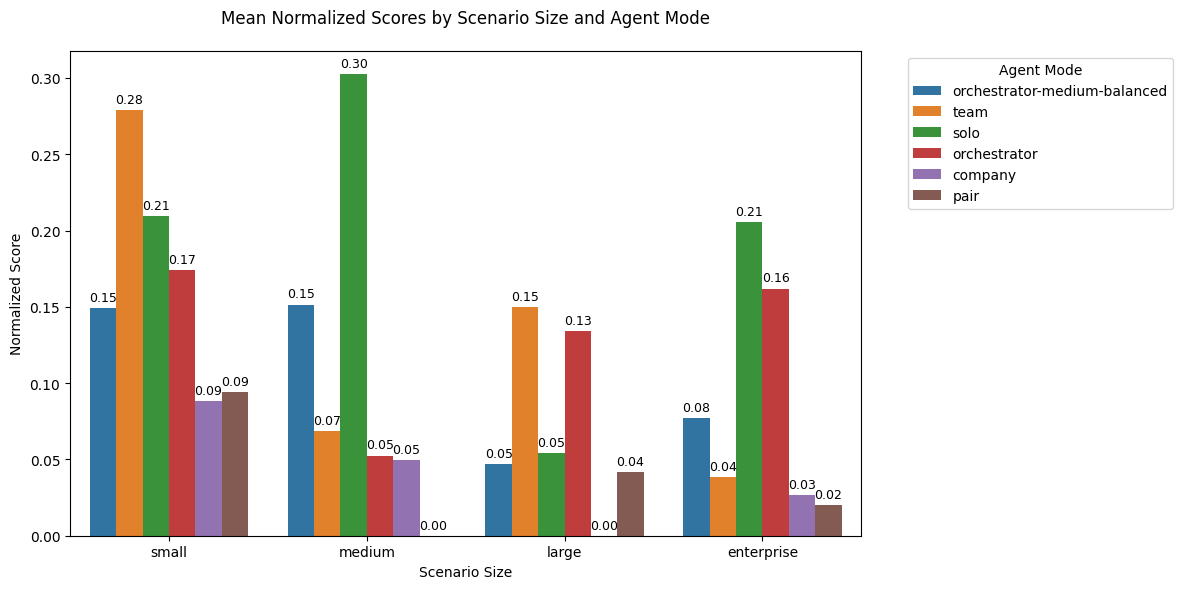 Mean Normalized Scores by Scenario Size and Agent Mode
Normalized Score
0.30
0.25
0.20
0.15
0.10
0.05
0.00
0.15
0.28
0.21
0.17
0.09
0.09
0.15
0.07
0.30
0.05
0.05
0.00
0.05
0.15
0.05
0.13
0.00
0.04
0.08
0.04
0.21
0.16
0.03
0.02
small
medium
large
enterprise
Scenario Size
Agent Mode
orchestrator-medium-balanced
team
solo
orchestrator
company
pair